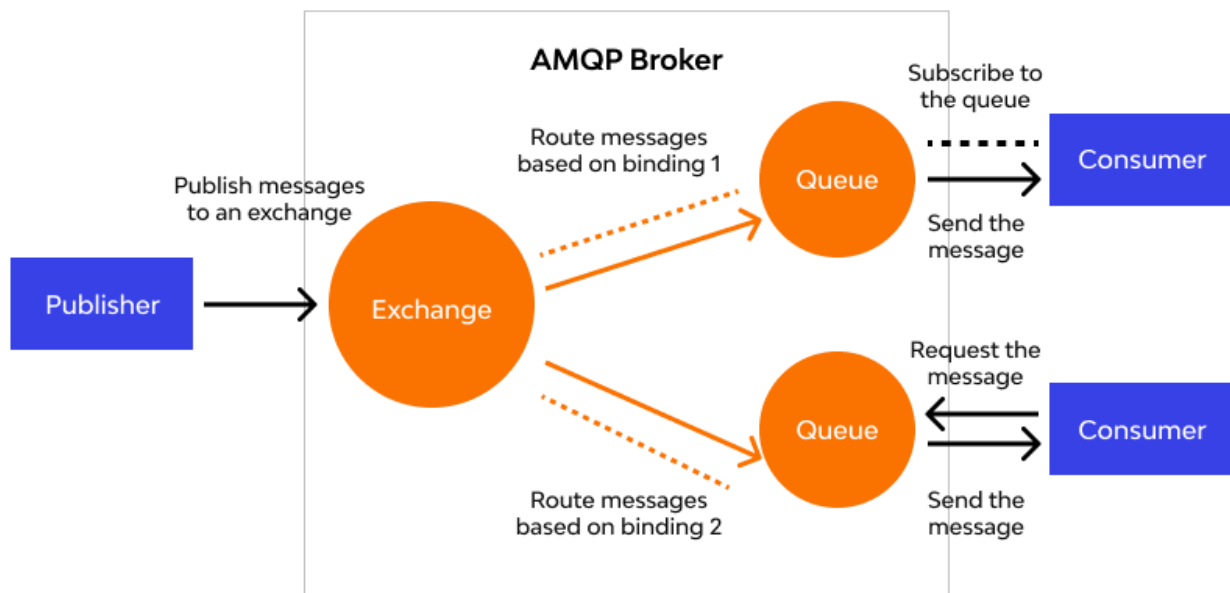 AMQP Broker
Publish messages
to an exchange
Publisher
Exchange
Route messages
based on binding 1
Queue
Subscribe to
the queue
Consumer
Send the
message
Route messages
based on binding 2
Queue
Request the
message
Consumer
Send the
message